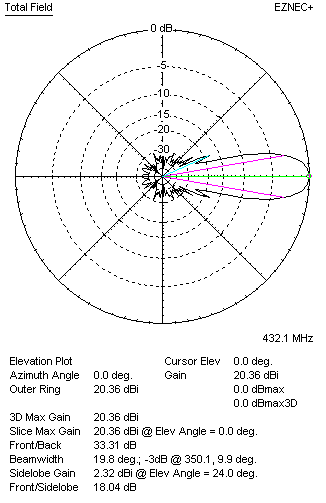 Total Field EZNEC+
0 dB
-5
-10
-15
-20
-30
432.1 MHz
Elevation Plot Cursor Elev 0.0 deg.
Azimuth Angle 0.0 deg. Gain 20.36 dBi
Outer Ring 20.36 dBi 0.0 dBmax
0.0 dBmax3D
3D Max Gain 20.36 dBi
Slice Max Gain 20.36 dBi @ Elev Angle = 0.0 deg.
Front/Back 33.31 dB
Beamwidth 19.8 deg.; -3dB @ 350.1, 9.9 deg.
Sidelobe Gain 2.32 dBi @ Elev Angle = 24.0 deg.
Front/Sidelobe 18.04 dB